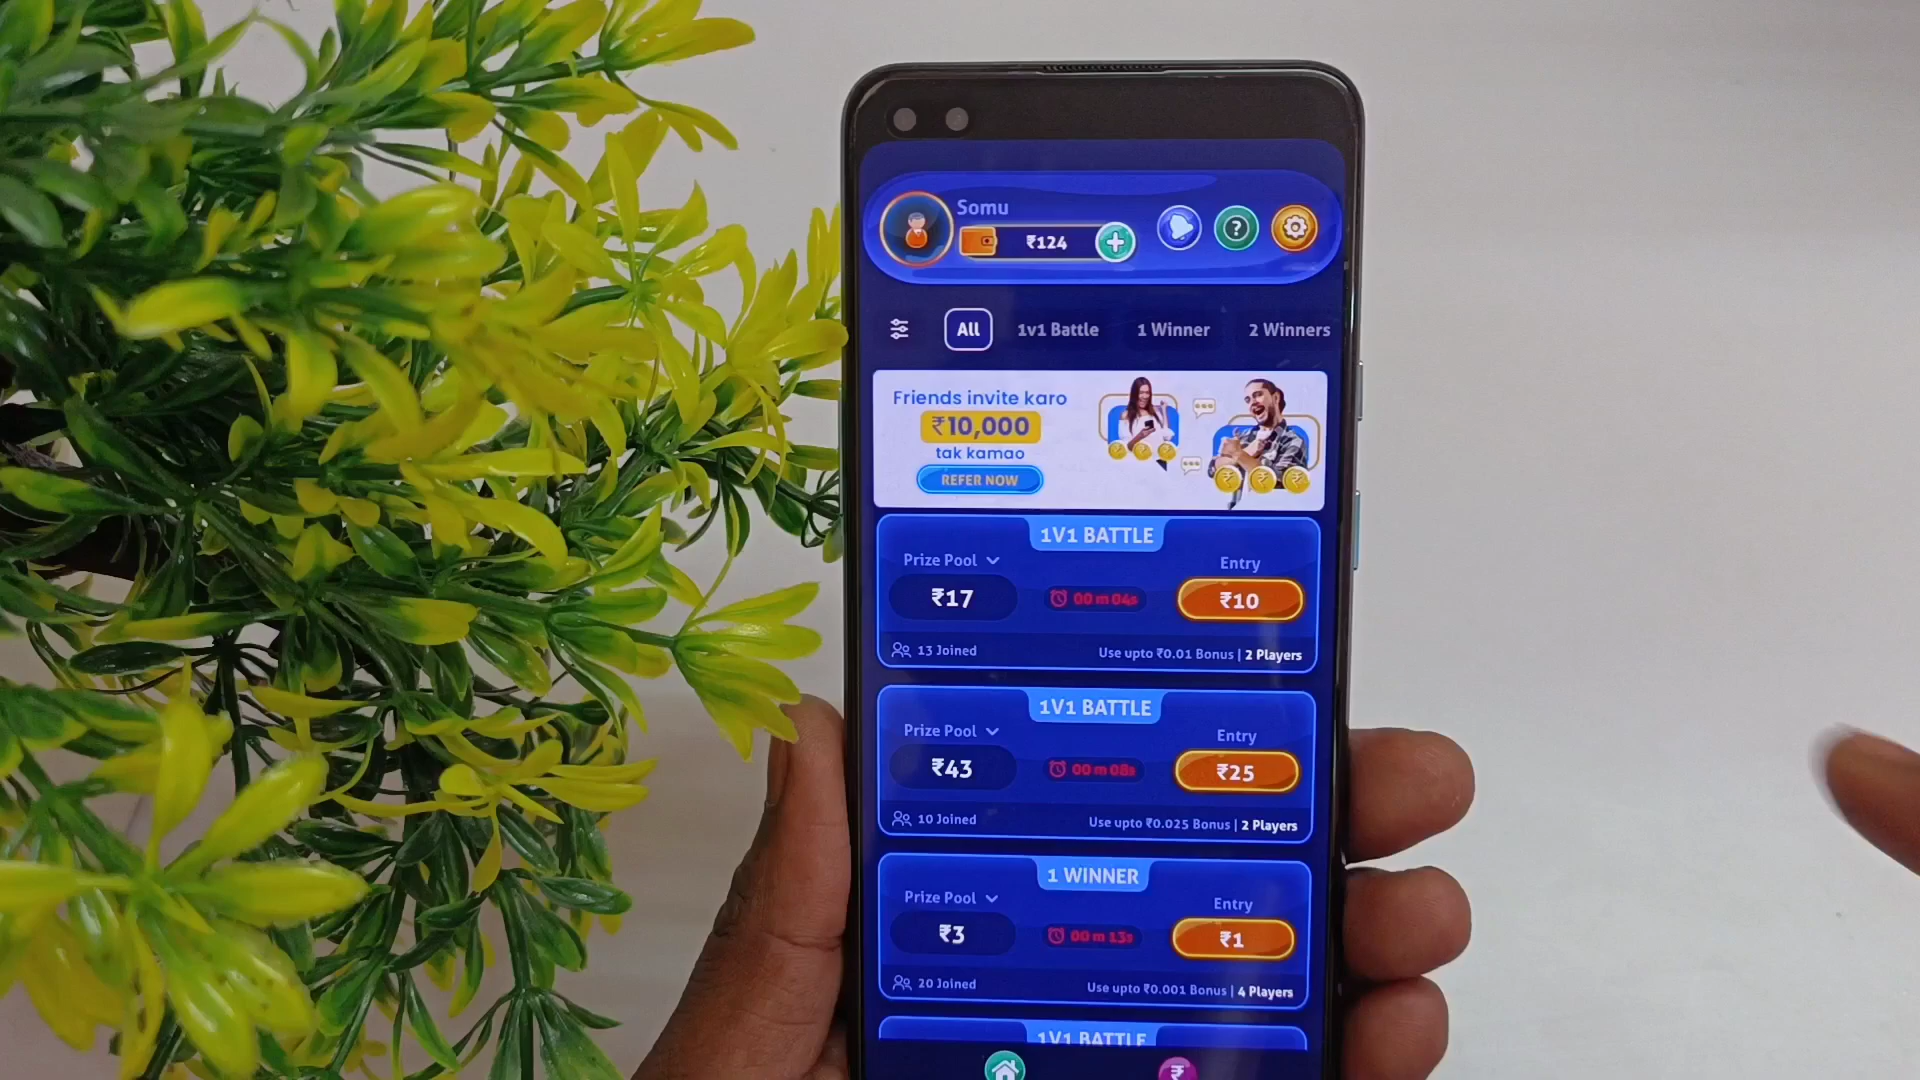 Somu
₹124
?
All 1v1 Battle 1 Winner 2 Winners
Friends invite karo
₹10,000
tak kamao
REFER NOW
1V1 BATTLE
Prize Pool Entry
₹17 00 m 04s ₹10
13 Joined Use upto ₹0.01 Bonus | 2 Players
1V1 BATTLE
Prize Pool Entry
₹43 00 m 08s ₹25
10 Joined Use upto ₹0.025 Bonus | 2 Players
1 WINNER
Prize Pool Entry
₹3 00 m 13s ₹1
20 Joined Use upto ₹0.001 Bonus | 4 Players
1V1 BATTLE
₹